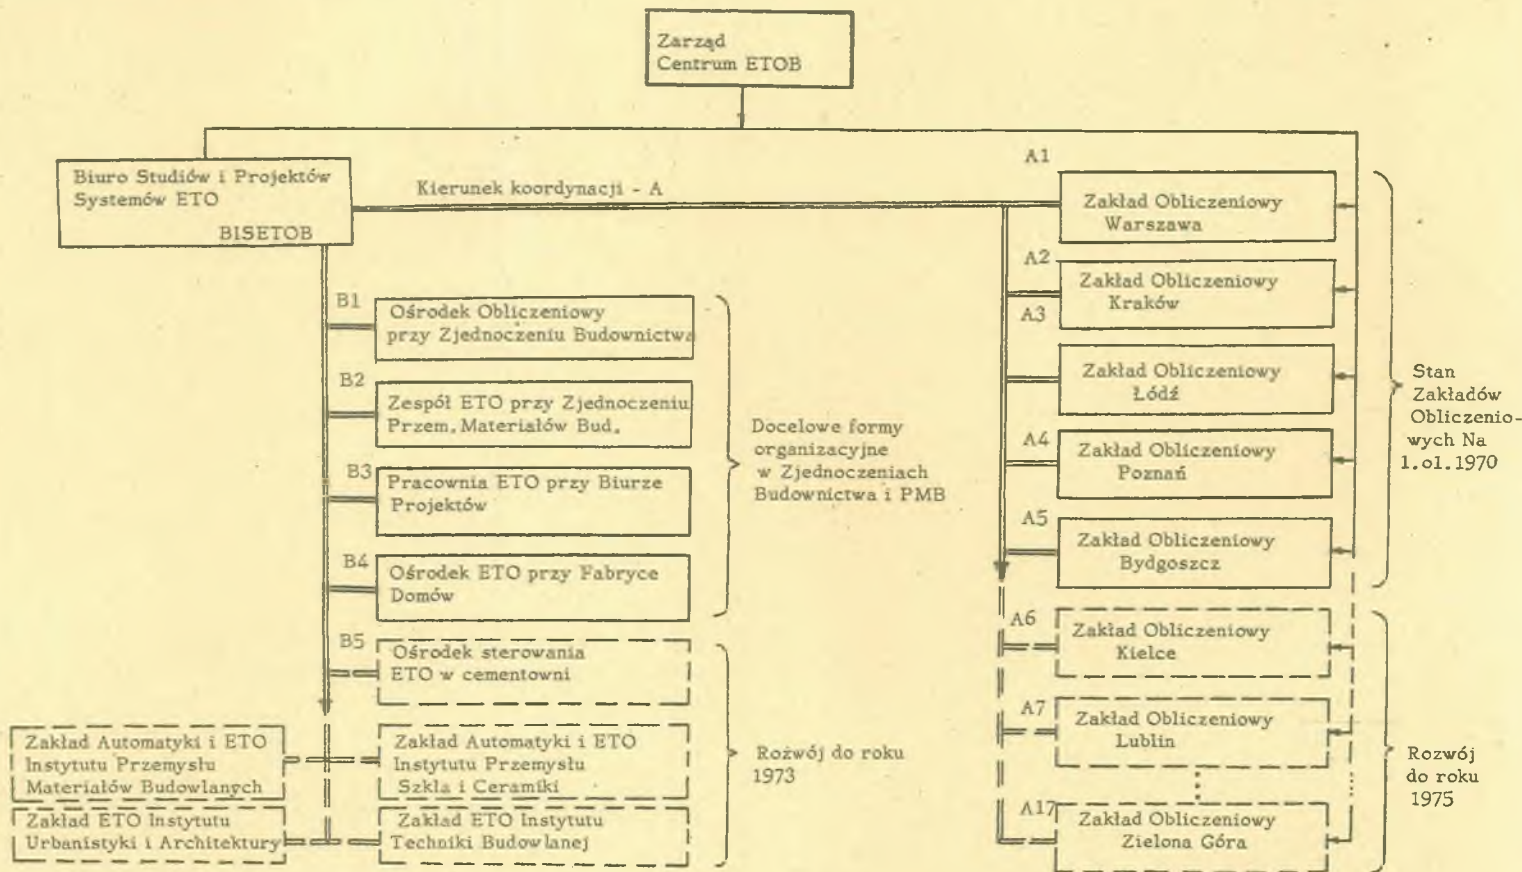 Zarząd
Centrum ETOB
Biuro Studiów i Projektów
Systemów ETO
BISETOB
Kierunek koordynacji - A
B1
Ośrodek Obliczeniowy
przy Zjednoczeniu Budownictwa
B2
Zespół ETO przy Zjednoczeniu
Przem. Materiałów Bud.
B3
Pracownia ETO przy Biurze
Projektów
B4
Ośrodek ETO przy Fabryce
Domów
Docelowe formy
organizacyjne
w Zjednoczeniach
Budownictwa i PMB
B5
Ośrodek sterowania
ETO w cementowni
Zakład Automatyki i ETO
Instytutu Przemysłu
Materiałów Budowlanych
Zakład Automatyki i ETO
Instytutu Przemysłu
Szkła i Ceramiki
Zakład ETO Instytutu
Urbanistyki i Architektury
Zakład ETO Instytutu
Techniki Budowlanej
Rozwój do roku
1973
A1
Zakład Obliczeniowy
Warszawa
A2
Zakład Obliczeniowy
Kraków
A3
Zakład Obliczeniowy
Łódź
A4
Zakład Obliczeniowy
Poznań
A5
Zakład Obliczeniowy
Bydgoszcz
Stan
Zakładów
Obliczenio-
wych Na
1.o1.1970
A6
Zakład Obliczeniowy
Kielce
A7
Zakład Obliczeniowy
Lublin
A17
Zakład Obliczeniowy
Zielona Góra
Rozwój
do roku
1975